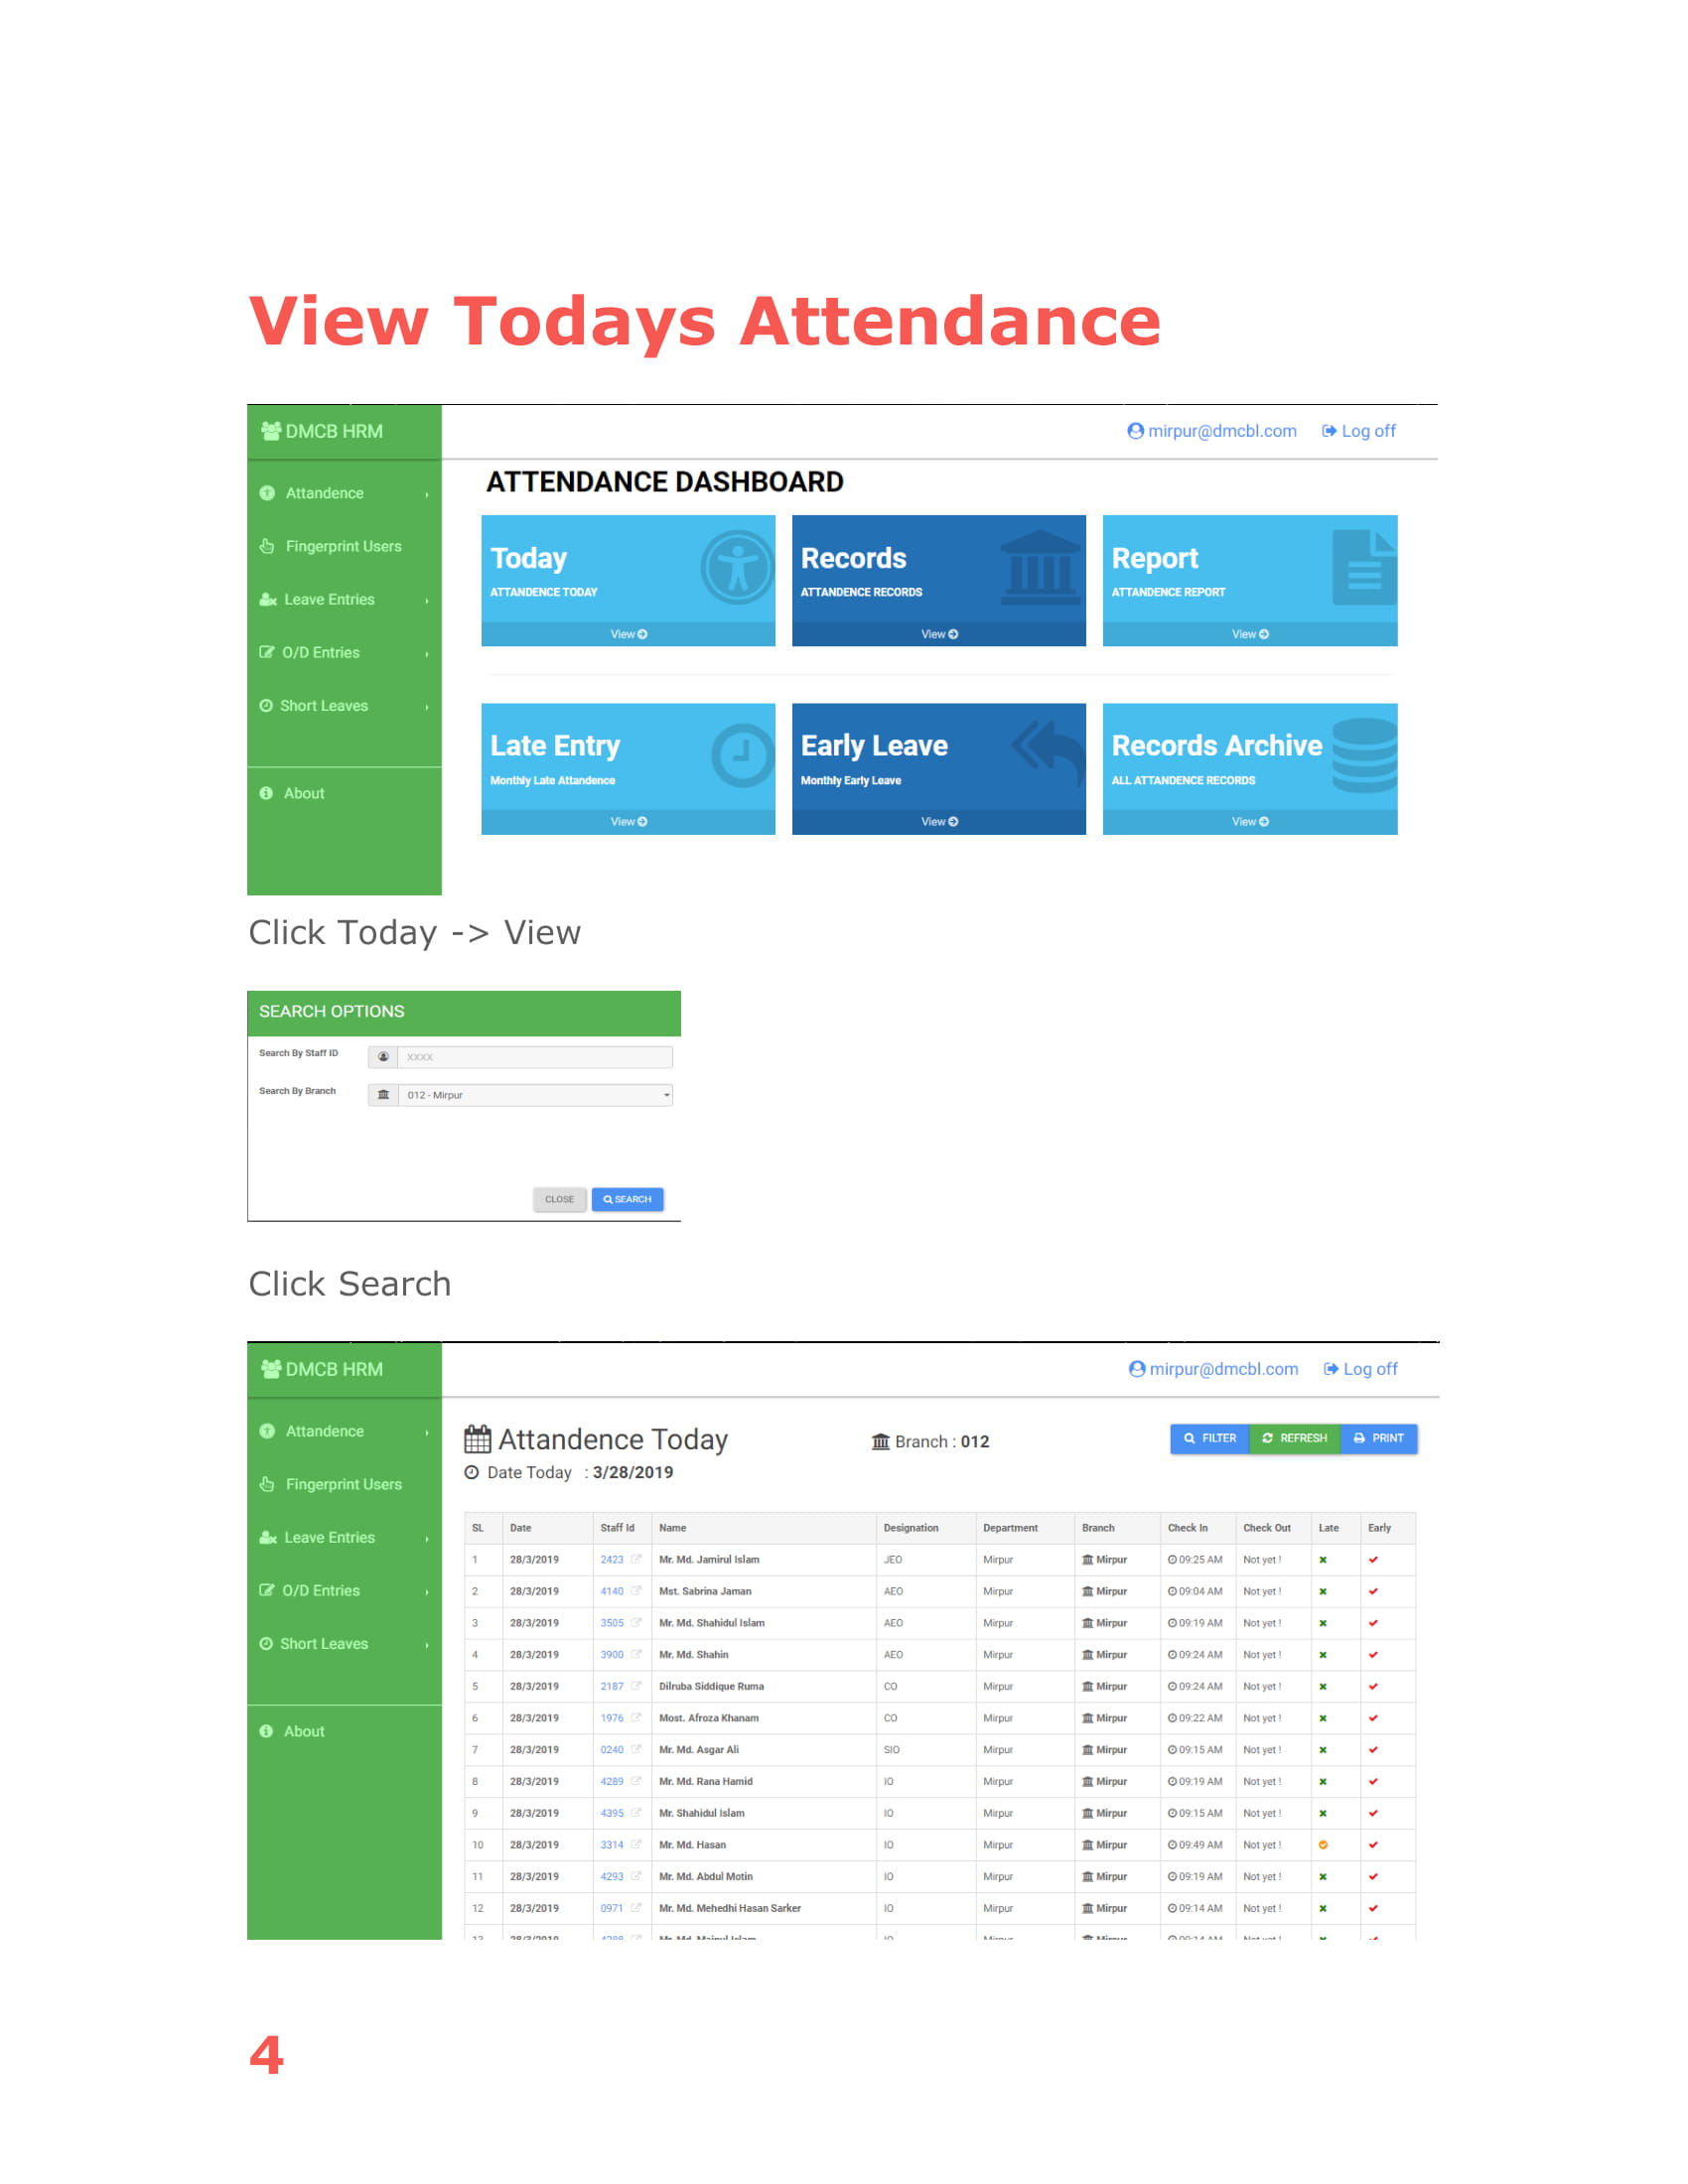 View Todays Attendance
DMCB HRM
mirpur@dmcbl.com Log off
Attandence
Fingerprint Users
Leave Entries
O/D Entries
Short Leaves
About
ATTENDANCE DASHBOARD
Today
ATTANDENCE TODAY
View
Records
ATTANDENCE RECORDS
View
Report
ATTANDENCE REPORT
View
Late Entry
Monthly Late Attandence
View
Early Leave
Monthly Early Leave
View
Records Archive
ALL ATTANDENCE RECORDS
View
Click Today -> View
SEARCH OPTIONS
Search By Staff ID XXXX
Search By Branch 012 - Mirpur
CLOSE SEARCH
Click Search
DMCB HRM
mirpur@dmcbl.com Log off
Attandence
Fingerprint Users
Leave Entries
O/D Entries
Short Leaves
About
Attandence Today Branch : 012 FILTER REFRESH PRINT
Date Today : 3/28/2019
SL Date Staff Id Name Designation Department Branch Check In Check Out Late Early
1 28/3/2019 2423 Mr. Md. Jamirul Islam JEO Mirpur Mirpur 09:25 AM Not yet !
2 28/3/2019 4140 Mst. Sabrina Jaman AEO Mirpur Mirpur 09:04 AM Not yet !
3 28/3/2019 3505 Mr. Md. Shahidul Islam AEO Mirpur Mirpur 09:19 AM Not yet !
4 28/3/2019 3900 Mr. Md. Shahin AEO Mirpur Mirpur 09:24 AM Not yet !
5 28/3/2019 2187 Dilruba Siddique Ruma CO Mirpur Mirpur 09:24 AM Not yet !
6 28/3/2019 1976 Most. Afroza Khanam CO Mirpur Mirpur 09:22 AM Not yet !
7 28/3/2019 0240 Mr. Md. Asgar Ali SIO Mirpur Mirpur 09:15 AM Not yet !
8 28/3/2019 4289 Mr. Md. Rana Hamid IO Mirpur Mirpur 09:19 AM Not yet !
9 28/3/2019 4395 Mr. Shahidul Islam IO Mirpur Mirpur 09:15 AM Not yet !
10 28/3/2019 3314 Mr. Md. Hasan IO Mirpur Mirpur 09:49 AM Not yet !
11 28/3/2019 4293 Mr. Md. Abdul Motin IO Mirpur Mirpur 09:19 AM Not yet !
12 28/3/2019 0971 Mr. Md. Mehedhi Hasan Sarker IO Mirpur Mirpur 09:14 AM Not yet !
4